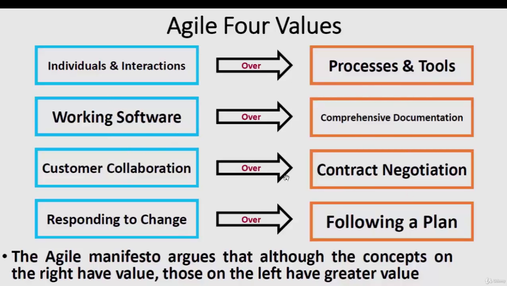 Agile Four Values
Individuals & Interactions Over Processes & Tools
Working Software Over Comprehensive Documentation
Customer Collaboration Over Contract Negotiation
Responding to Change Over Following a Plan
• The Agile manifesto argues that although the concepts on
the right have value, those on the left have greater value